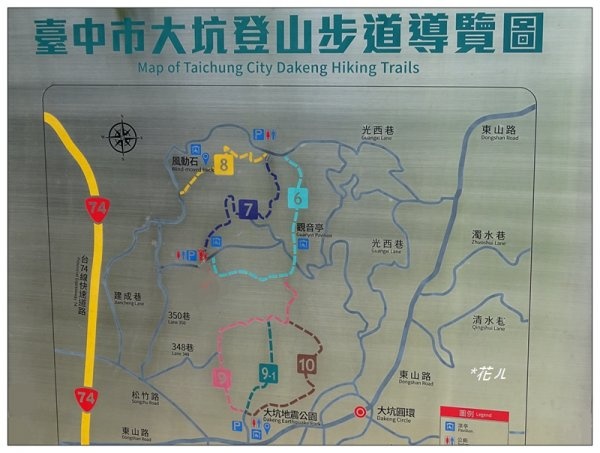 臺中市大坑登山步道導覽圖
Map of Taichung City Dakeng Hiking Trails
光西巷
Guangxi Lane
東山路
Dongshan Road
P
風動石
Wind-moved Rock
8
6
7
74
觀音亭
Guanyin Pavilion
濁水巷
Zhuoshui Lane
光西巷
Guangxi Lane
P
台74線快速道路
建成巷
Jiancheng Lane
350巷
Lane 350
清水巷
Qingshui Lane
348巷
Lane 348
9
9-1
10
東山路
Dongshan Road
*花ル
74
松竹路
Songzhu Road
大坑地震公園
Dakeng Earthquake Park
大坑圓環
Dakeng Circle
圖例 Legend
P
東山路
Dongshan Road
涼亭
Pavilion
公廁